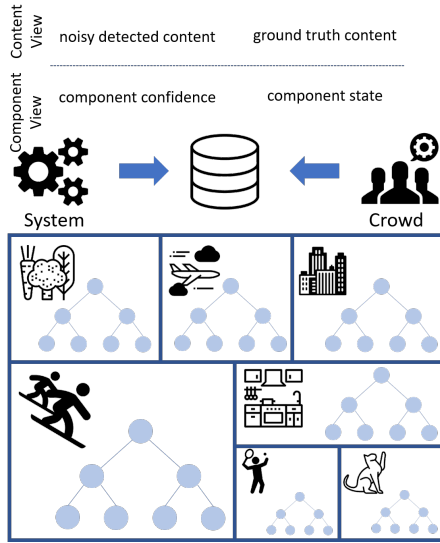 Content View
noisy detected content
ground truth content
Component View
component confidence
component state
System
Crowd